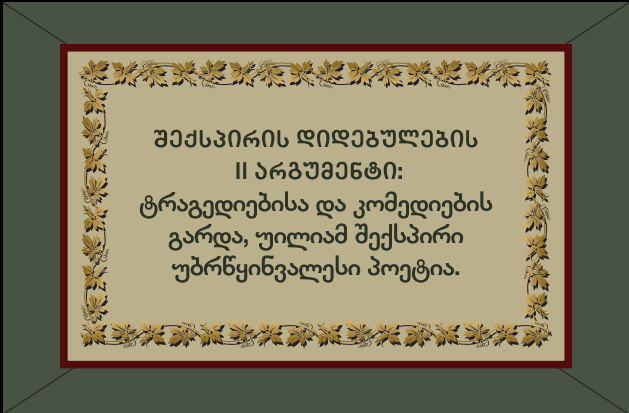 შექსპირის დიდებულების
II არგუმენტი:
ტრაგედიებისა და კომედიების
გარდა, უილიამ შექსპირი
უბრწყინვალესი პოეტია.